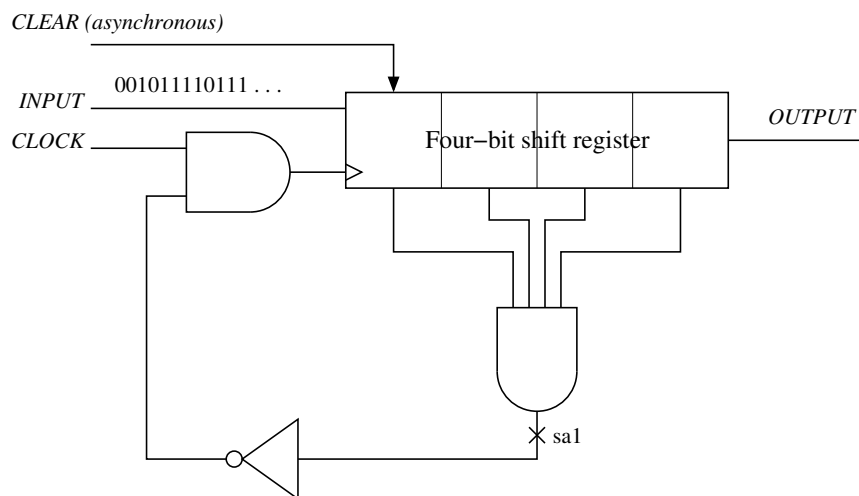 CLEAR (asynchronous)
001011110111 . . .
INPUT
CLOCK
Four−bit shift register
OUTPUT
sa1